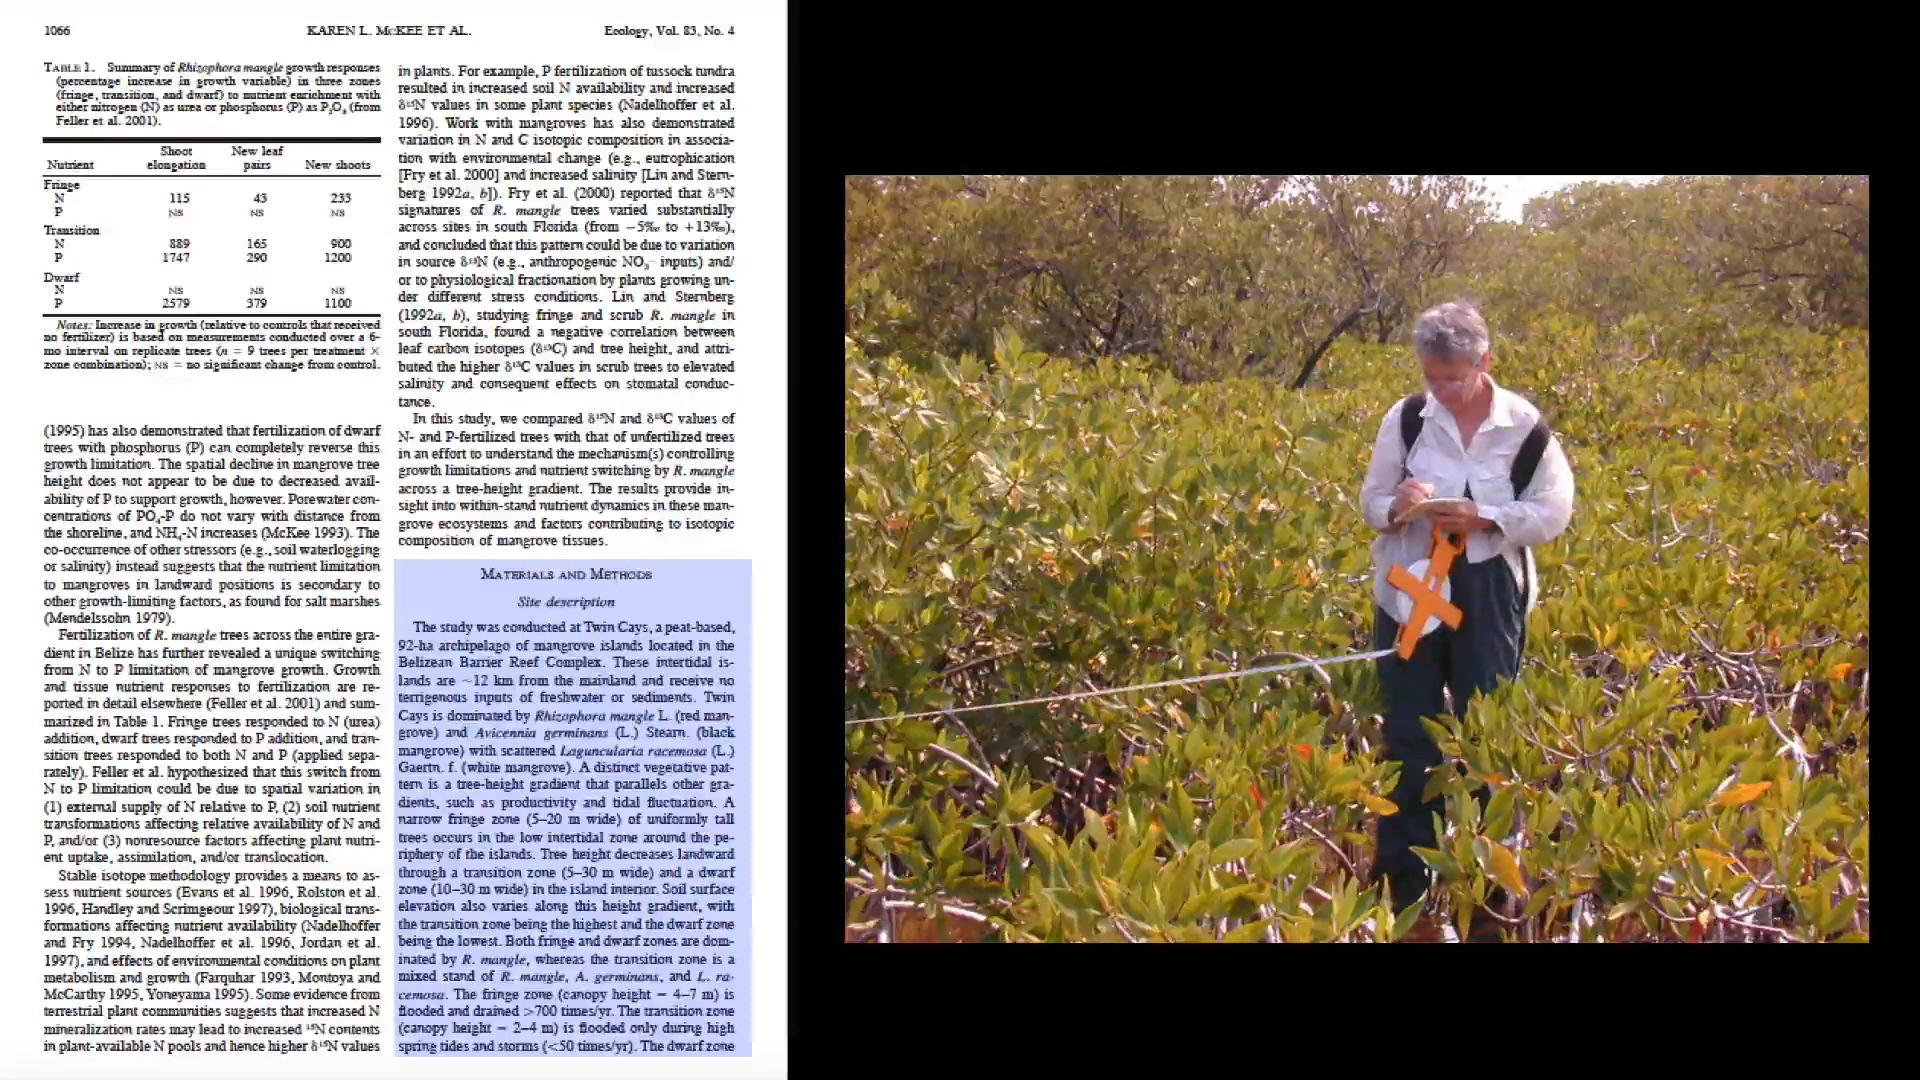 1066
KAREN L. MCKEE ET AL.
Ecology, Vol. 83, No. 4
TABLE 1. Summary of Rhizophora mangle growth responses
(percentage increase in growth variable) in three zones
(fringe, transition, and dwarf) to nutrient enrichment with
either nitrogen (N) as urea or phosphorus (P) as P₂O₅ (from
Feller et al. 2001).
Nutrient Shoot elongation New leaf pairs New shoots
Fringe
N 115 43 233
P NS NS NS
Transition
N 889 165 900
P 1747 290 1200
Dwarf
N NS NS NS
P 2579 379 1100
Notes: Increase in growth (relative to controls that received
no fertilizer) is based on measurements conducted over a 6-
mo interval on replicate trees (n = 9 trees per treatment ×
zone combination); NS = no significant change from control.
(1995) has also demonstrated that fertilization of dwarf
trees with phosphorus (P) can completely reverse this
growth limitation. The spatial decline in mangrove tree
height does not appear to be due to decreased avail-
ability of P to support growth, however. Porewater con-
centrations of PO₄-P do not vary with distance from
the shoreline, and NH₄-N increases (McKee 1993). The
co-occurrence of other stressors (e.g., soil waterlogging
or salinity) instead suggests that the nutrient limitation
to mangroves in landward positions is secondary to
other growth-limiting factors, as found for salt marshes
(Mendelssohn 1979).
Fertilization of R. mangle trees across the entire gra-
dient in Belize has further revealed a unique switching
from N to P limitation of mangrove growth. Growth
and tissue nutrient responses to fertilization are re-
ported in detail elsewhere (Feller et al. 2001) and sum-
marized in Table 1. Fringe trees responded to N (urea)
addition, dwarf trees responded to P addition, and tran-
sition trees responded to both N and P (applied sepa-
rately). Feller et al. hypothesized that this switch from
N to P limitation could be due to spatial variation in
(1) external supply of N relative to P, (2) soil nutrient
transformations affecting relative availability of N and
P, and/or (3) nonresource factors affecting plant nutri-
ent uptake, assimilation, and/or translocation.
Stable isotope methodology provides a means to as-
sess nutrient sources (Evans et al. 1996, Rolston et al.
1996, Handley and Scrimgeour 1997), biological trans-
formations affecting nutrient availability (Nadelhoffer
and Fry 1994, Nadelhoffer et al. 1996, Jordan et al.
1997), and effects of environmental conditions on plant
metabolism and growth (Farquhar 1993, Montoya and
McCarthy 1995, Yoneyama 1995). Some evidence from
terrestrial plant communities suggests that increased N
mineralization rates may lead to increased ¹⁵N contents
in plant-available N pools and hence higher δ¹⁵N values
in plants. For example, P fertilization of tussock tundra
resulted in increased soil N availability and increased
δ¹⁵N values in some plant species (Nadelhoffer et al.
1996). Work with mangroves has also demonstrated
variation in N and C isotopic composition in associa-
tion with environmental change (e.g., eutrophication
[Fry et al. 2000] and increased salinity [Lin and Stern-
berg 1992a, b]). Fry et al. (2000) reported that δ¹⁵N
signatures of R. mangle trees varied substantially
across sites in south Florida (from −5‰ to +13‰),
and concluded that this pattern could be due to variation
in source δ¹⁵N (e.g., anthropogenic NO₃⁻ inputs) and/
or to physiological fractionation by plants growing un-
der different stress conditions. Lin and Sternberg
(1992a, b), studying fringe and scrub R. mangle in
south Florida, found a negative correlation between
leaf carbon isotopes (δ¹³C) and tree height, and attri-
buted the higher δ¹³C values in scrub trees to elevated
salinity and consequent effects on stomatal conduc-
tance.
In this study, we compared δ¹⁵N and δ¹³C values of
N- and P-fertilized trees with that of unfertilized trees
in an effort to understand the mechanism(s) controlling
growth limitations and nutrient switching by R. mangle
across a tree-height gradient. The results provide in-
sight into within-stand nutrient dynamics in these man-
grove ecosystems and factors contributing to isotopic
composition of mangrove tissues.
MATERIALS AND METHODS
Site description
The study was conducted at Twin Cays, a peat-based,
92-ha archipelago of mangrove islands located in the
Belizean Barrier Reef Complex. These intertidal is-
lands are ~12 km from the mainland and receive no
terrigenous inputs of freshwater or sediments. Twin
Cays is dominated by Rhizophora mangle L. (red man-
grove) and Avicennia germinans (L.) Stearn. (black
mangrove) with scattered Laguncularia racemosa (L.)
Gaertn. f. (white mangrove). A distinct vegetative pat-
tern is a tree-height gradient that parallels other gra-
dients, such as productivity and tidal fluctuation. A
narrow fringe zone (5–20 m wide) of uniformly tall
trees occurs in the low intertidal zone around the pe-
riphery of the islands. Tree height decreases landward
through a transition zone (5–30 m wide) and a dwarf
zone (10–30 m wide) in the island interior. Soil surface
elevation also varies along this height gradient, with
the transition zone being the highest and the dwarf zone
being the lowest. Both fringe and dwarf zones are dom-
inated by R. mangle, whereas the transition zone is a
mixed stand of R. mangle, A. germinans, and L. ra-
cemosa. The fringe zone (canopy height = 4–7 m) is
flooded and drained >700 times/yr. The transition zone
(canopy height = 2–4 m) is flooded only during high
spring tides and storms (<50 times/yr). The dwarf zone